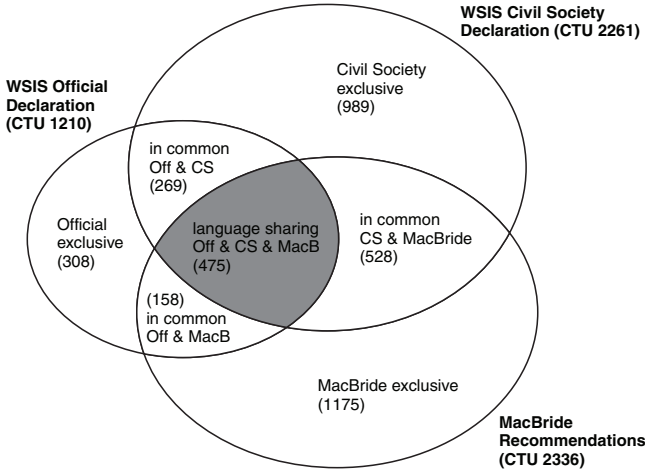 WSIS Civil Society
Declaration (CTU 2261)
WSIS Official
Declaration
(CTU 1210)
Civil Society
exclusive
(989)
in common
Off & CS
(269)
Official
exclusive
(308)
language sharing
Off & CS & MacB
(475)
in common
CS & MacBride
(528)
(158)
in common
Off & MacB
MacBride exclusive
(1175)
MacBride
Recommendations
(CTU 2336)